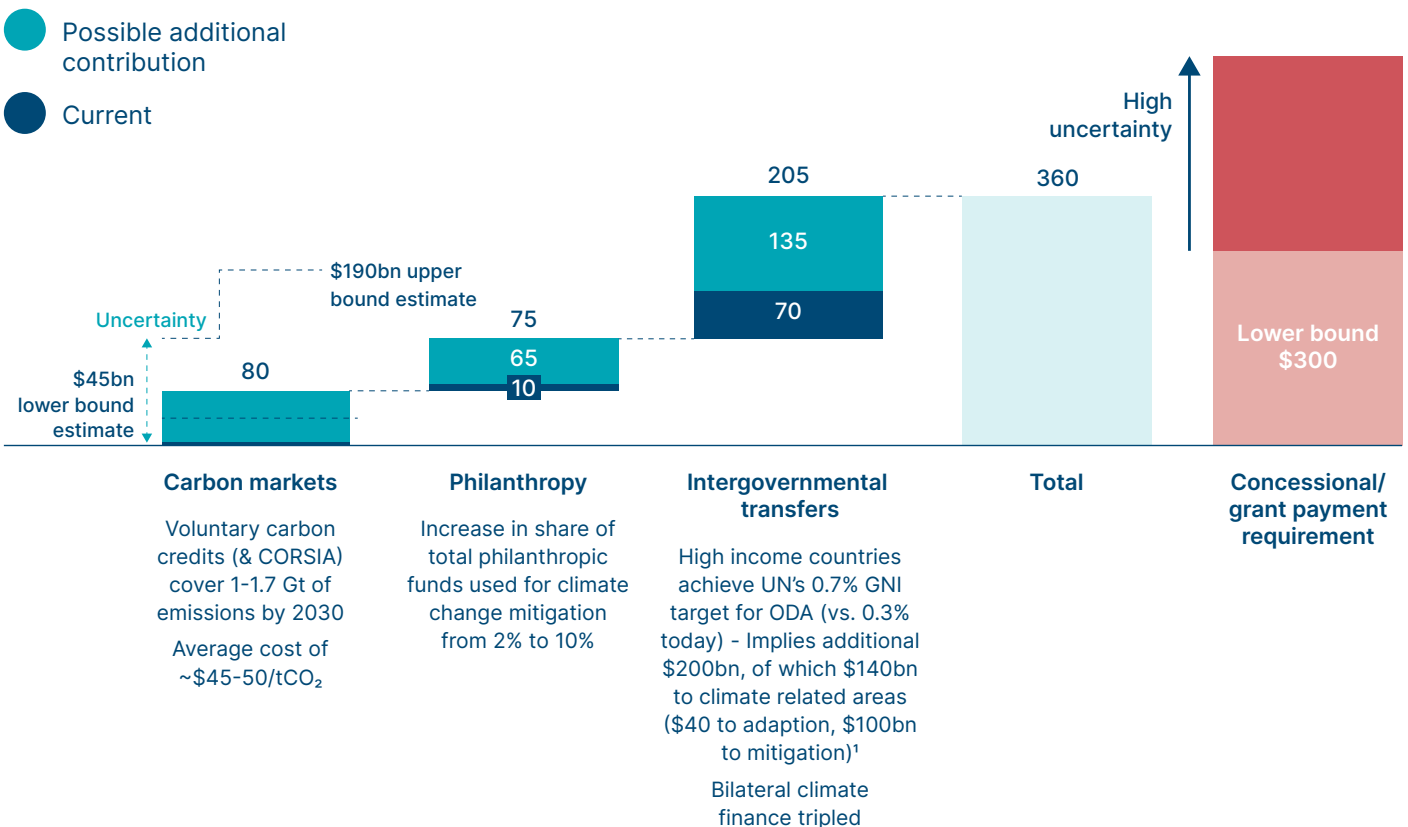 Possible additional
contribution
Current
High
uncertainty
205
360
135
70
$190bn upper
bound estimate
Uncertainty
75
65
10
80
$45bn
lower bound
estimate
Lower bound
$300
Carbon markets
Voluntary carbon
credits (& CORSIA)
cover 1-1.7 Gt of
emissions by 2030
Average cost of
~$45-50/tCO₂
Philanthropy
Increase in share of
total philanthropic
funds used for climate
change mitigation
from 2% to 10%
Intergovernmental
transfers
High income countries
achieve UN's 0.7% GNI
target for ODA (vs. 0.3%
today) - Implies additional
$200bn, of which $140bn
to climate related areas
($40 to adaption, $100bn
to mitigation)¹
Bilateral climate
finance tripled
Total
Concessional/
grant payment
requirement